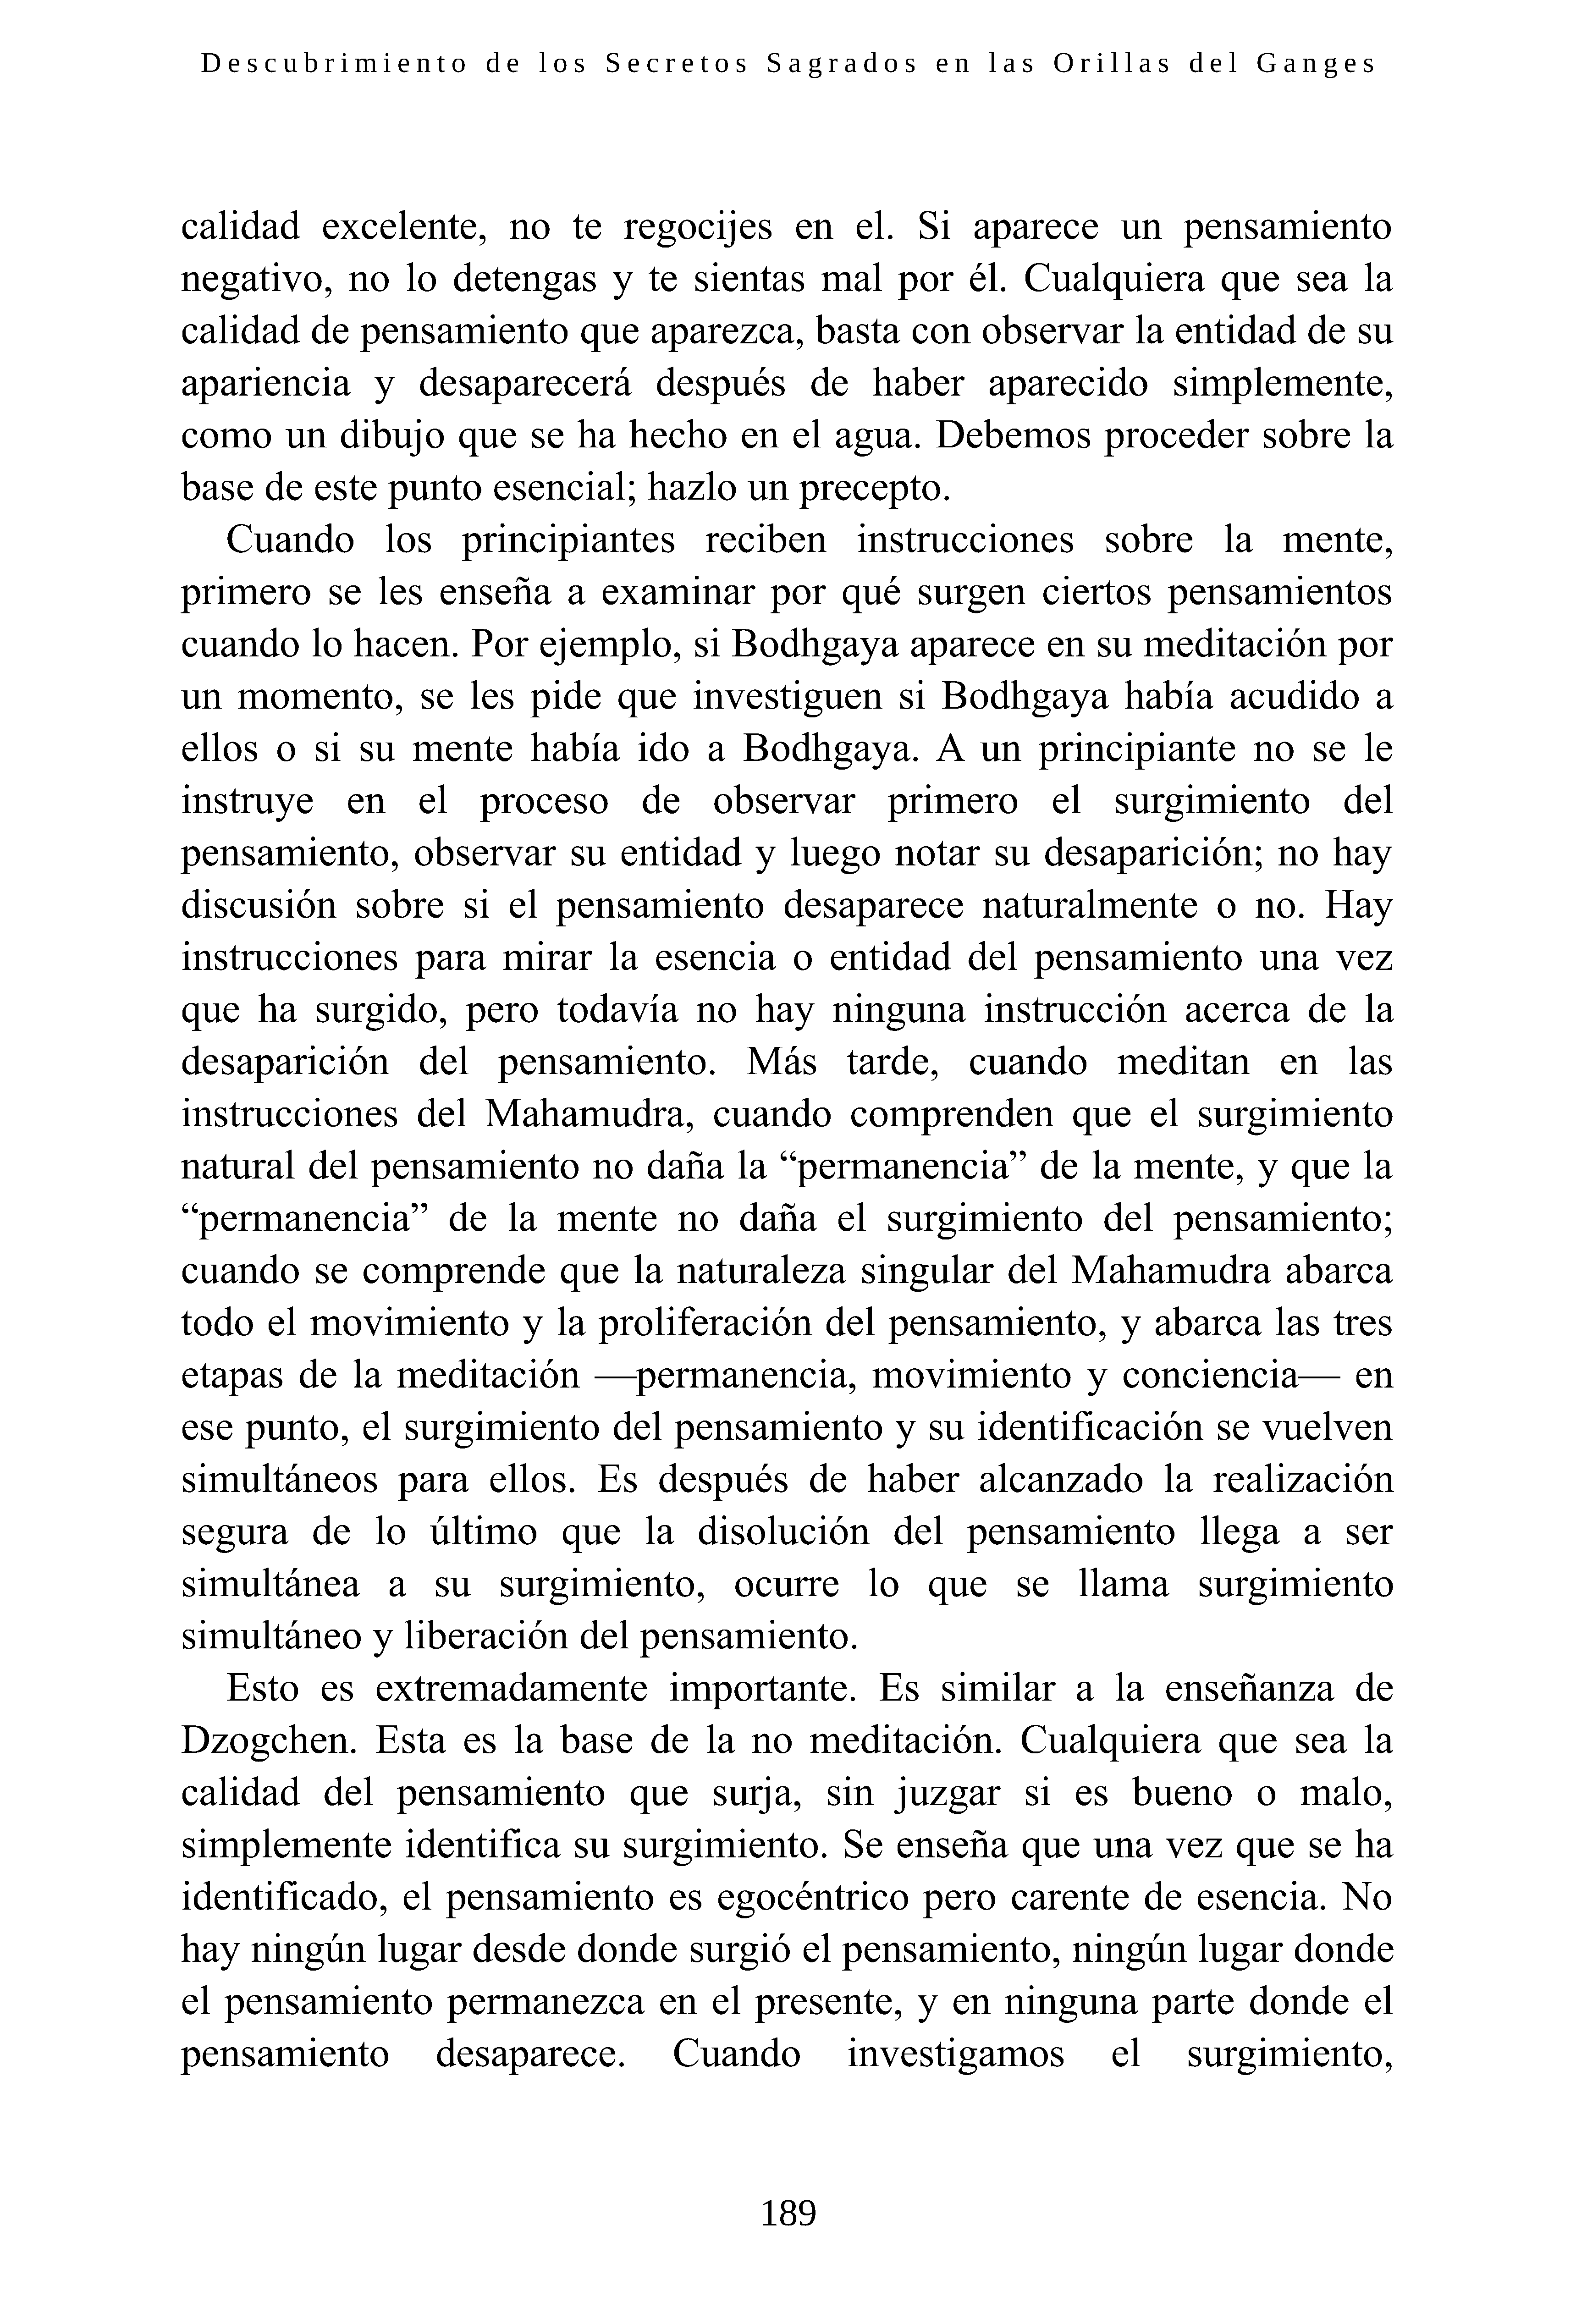 Descubrimiento de los Secretos Sagrados en las Orillas del Ganges
calidad excelente, no te regocijes en el. Si aparece un pensamiento
negativo, no lo detengas y te sientas mal por él. Cualquiera que sea la
calidad de pensamiento que aparezca, basta con observar la entidad de su
apariencia y desaparecerá después de haber aparecido simplemente,
como un dibujo que se ha hecho en el agua. Debemos proceder sobre la
base de este punto esencial; hazlo un precepto.
Cuando los principiantes reciben instrucciones sobre la mente,
primero se les enseña a examinar por qué surgen ciertos pensamientos
cuando lo hacen. Por ejemplo, si Bodhgaya aparece en su meditación por
un momento, se les pide que investiguen si Bodhgaya había acudido a
ellos o si su mente había ido a Bodhgaya. A un principiante no se le
instruye en el proceso de observar primero el surgimiento del
pensamiento, observar su entidad y luego notar su desaparición; no hay
discusión sobre si el pensamiento desaparece naturalmente o no. Hay
instrucciones para mirar la esencia o entidad del pensamiento una vez
que ha surgido, pero todavía no hay ninguna instrucción acerca de la
desaparición del pensamiento. Más tarde, cuando meditan en las
instrucciones del Mahamudra, cuando comprenden que el surgimiento
natural del pensamiento no daña la “permanencia” de la mente, y que la
“permanencia” de la mente no daña el surgimiento del pensamiento;
cuando se comprende que la naturaleza singular del Mahamudra abarca
todo el movimiento y la proliferación del pensamiento, y abarca las tres
etapas de la meditación —permanencia, movimiento y conciencia— en
ese punto, el surgimiento del pensamiento y su identificación se vuelven
simultáneos para ellos. Es después de haber alcanzado la realización
segura de lo último que la disolución del pensamiento llega a ser
simultánea a su surgimiento, ocurre lo que se llama surgimiento
simultáneo y liberación del pensamiento.
Esto es extremadamente importante. Es similar a la enseñanza de
Dzogchen. Esta es la base de la no meditación. Cualquiera que sea la
calidad del pensamiento que surja, sin juzgar si es bueno o malo,
simplemente identifica su surgimiento. Se enseña que una vez que se ha
identificado, el pensamiento es egocéntrico pero carente de esencia. No
hay ningún lugar desde donde surgió el pensamiento, ningún lugar donde
el pensamiento permanezca en el presente, y en ninguna parte donde el
pensamiento desaparece. Cuando investigamos el surgimiento,
189